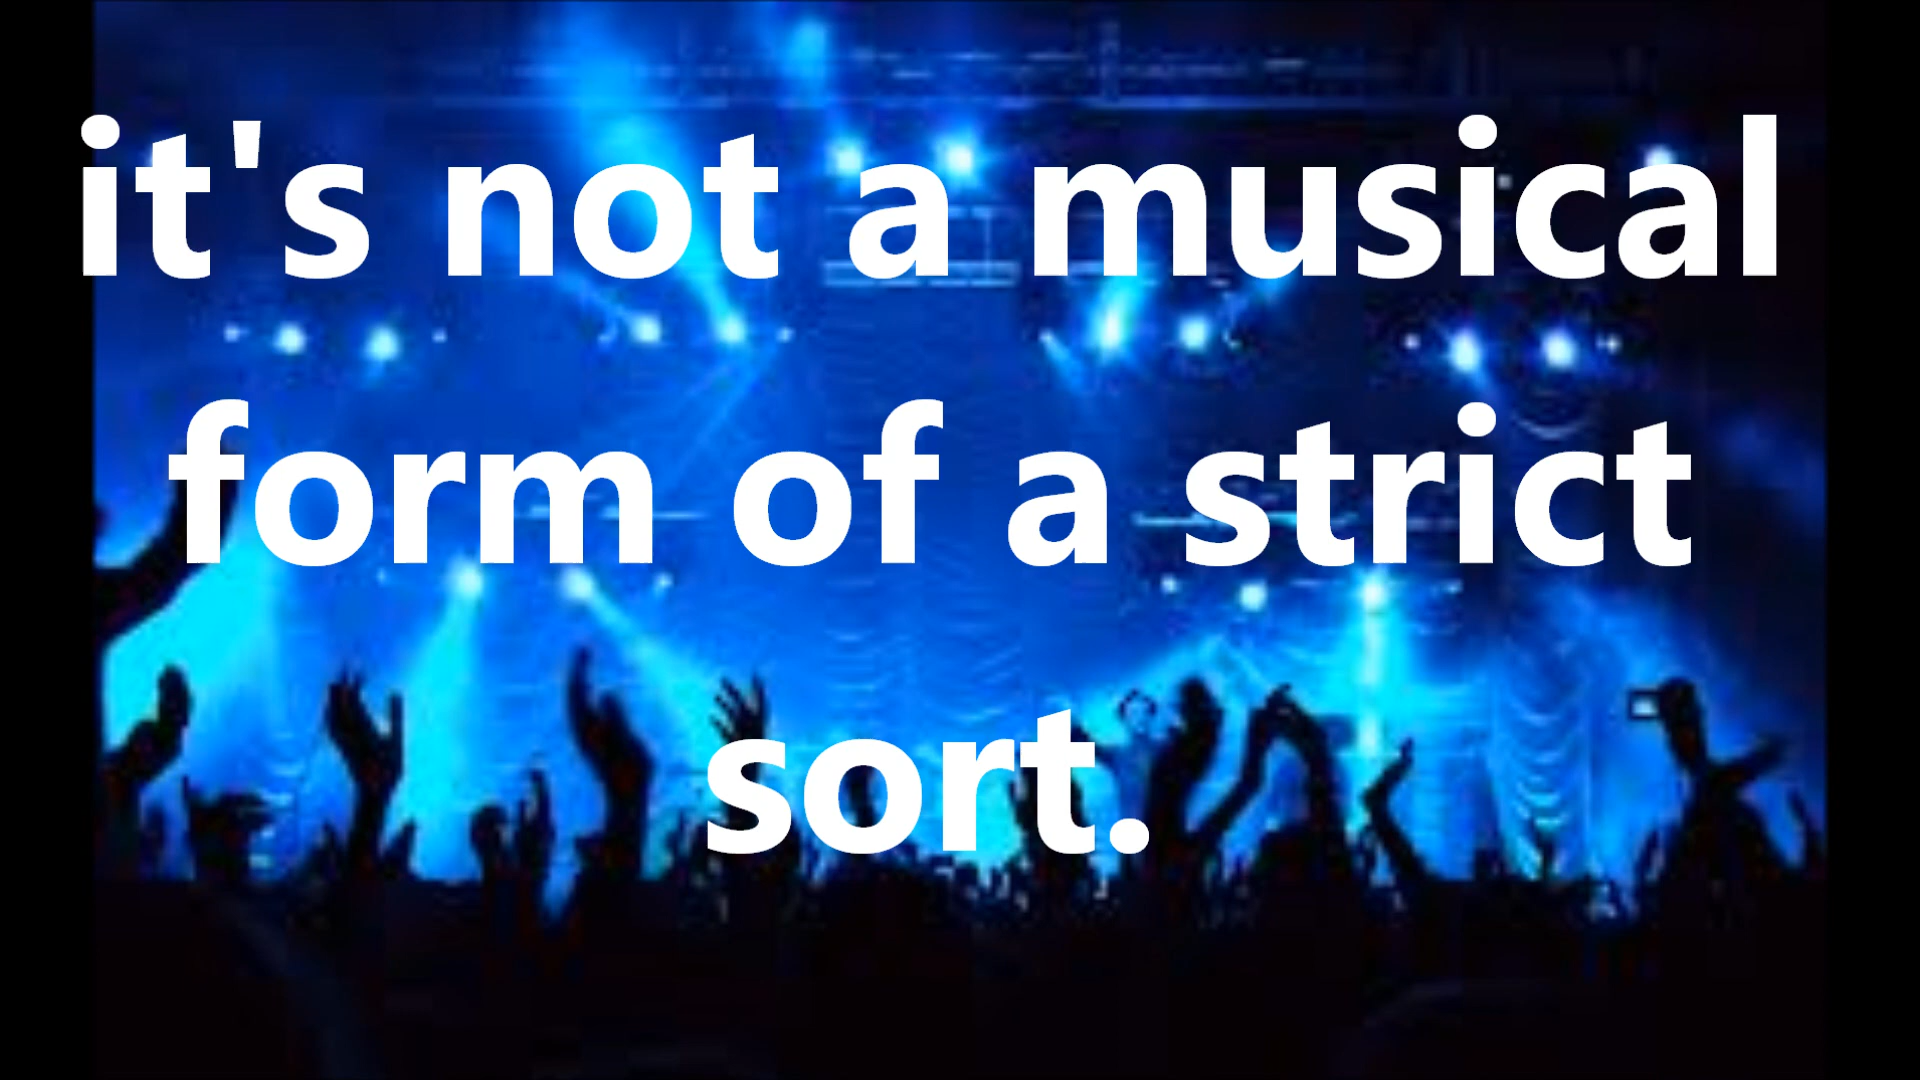 it's not a musical
form of a strict
sort.